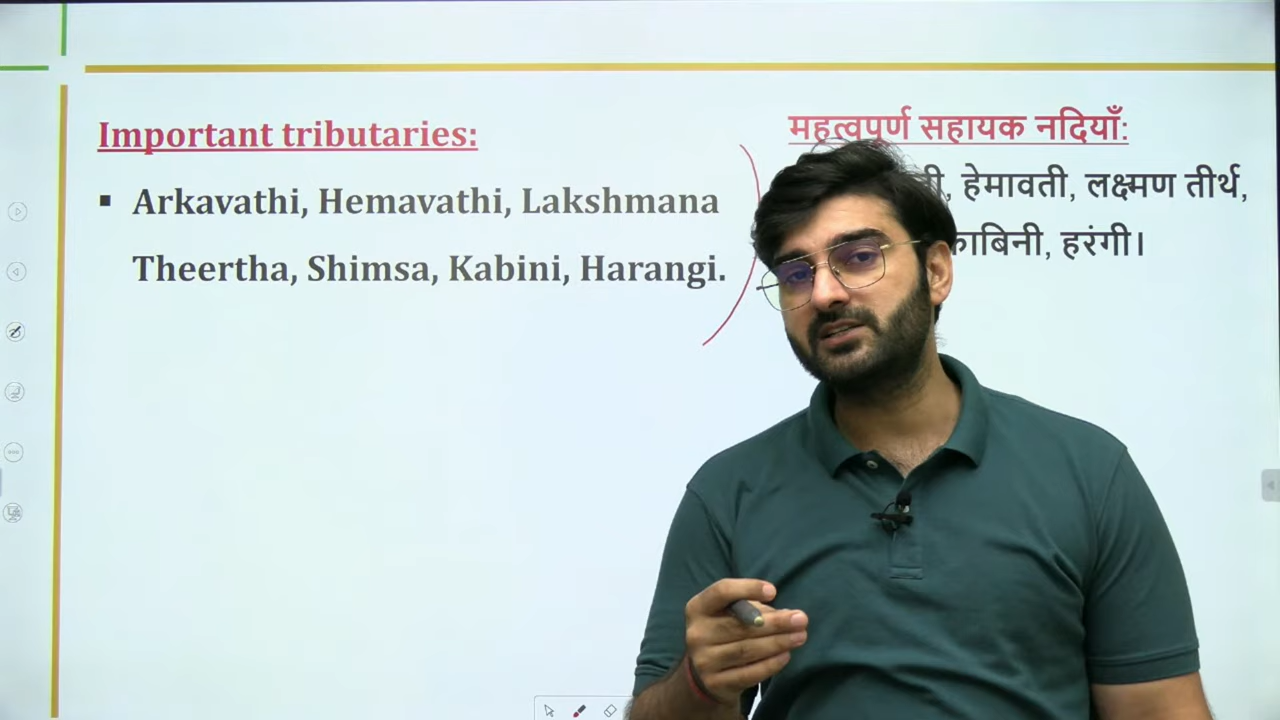 Important tributaries:
▪ Arkavathi, Hemavathi, Lakshmana
Theertha, Shimsa, Kabini, Harangi.
महत्वपूर्ण सहायक नदियाँ:
हेमावती, लक्ष्मण तीर्थ,
हरंगी।